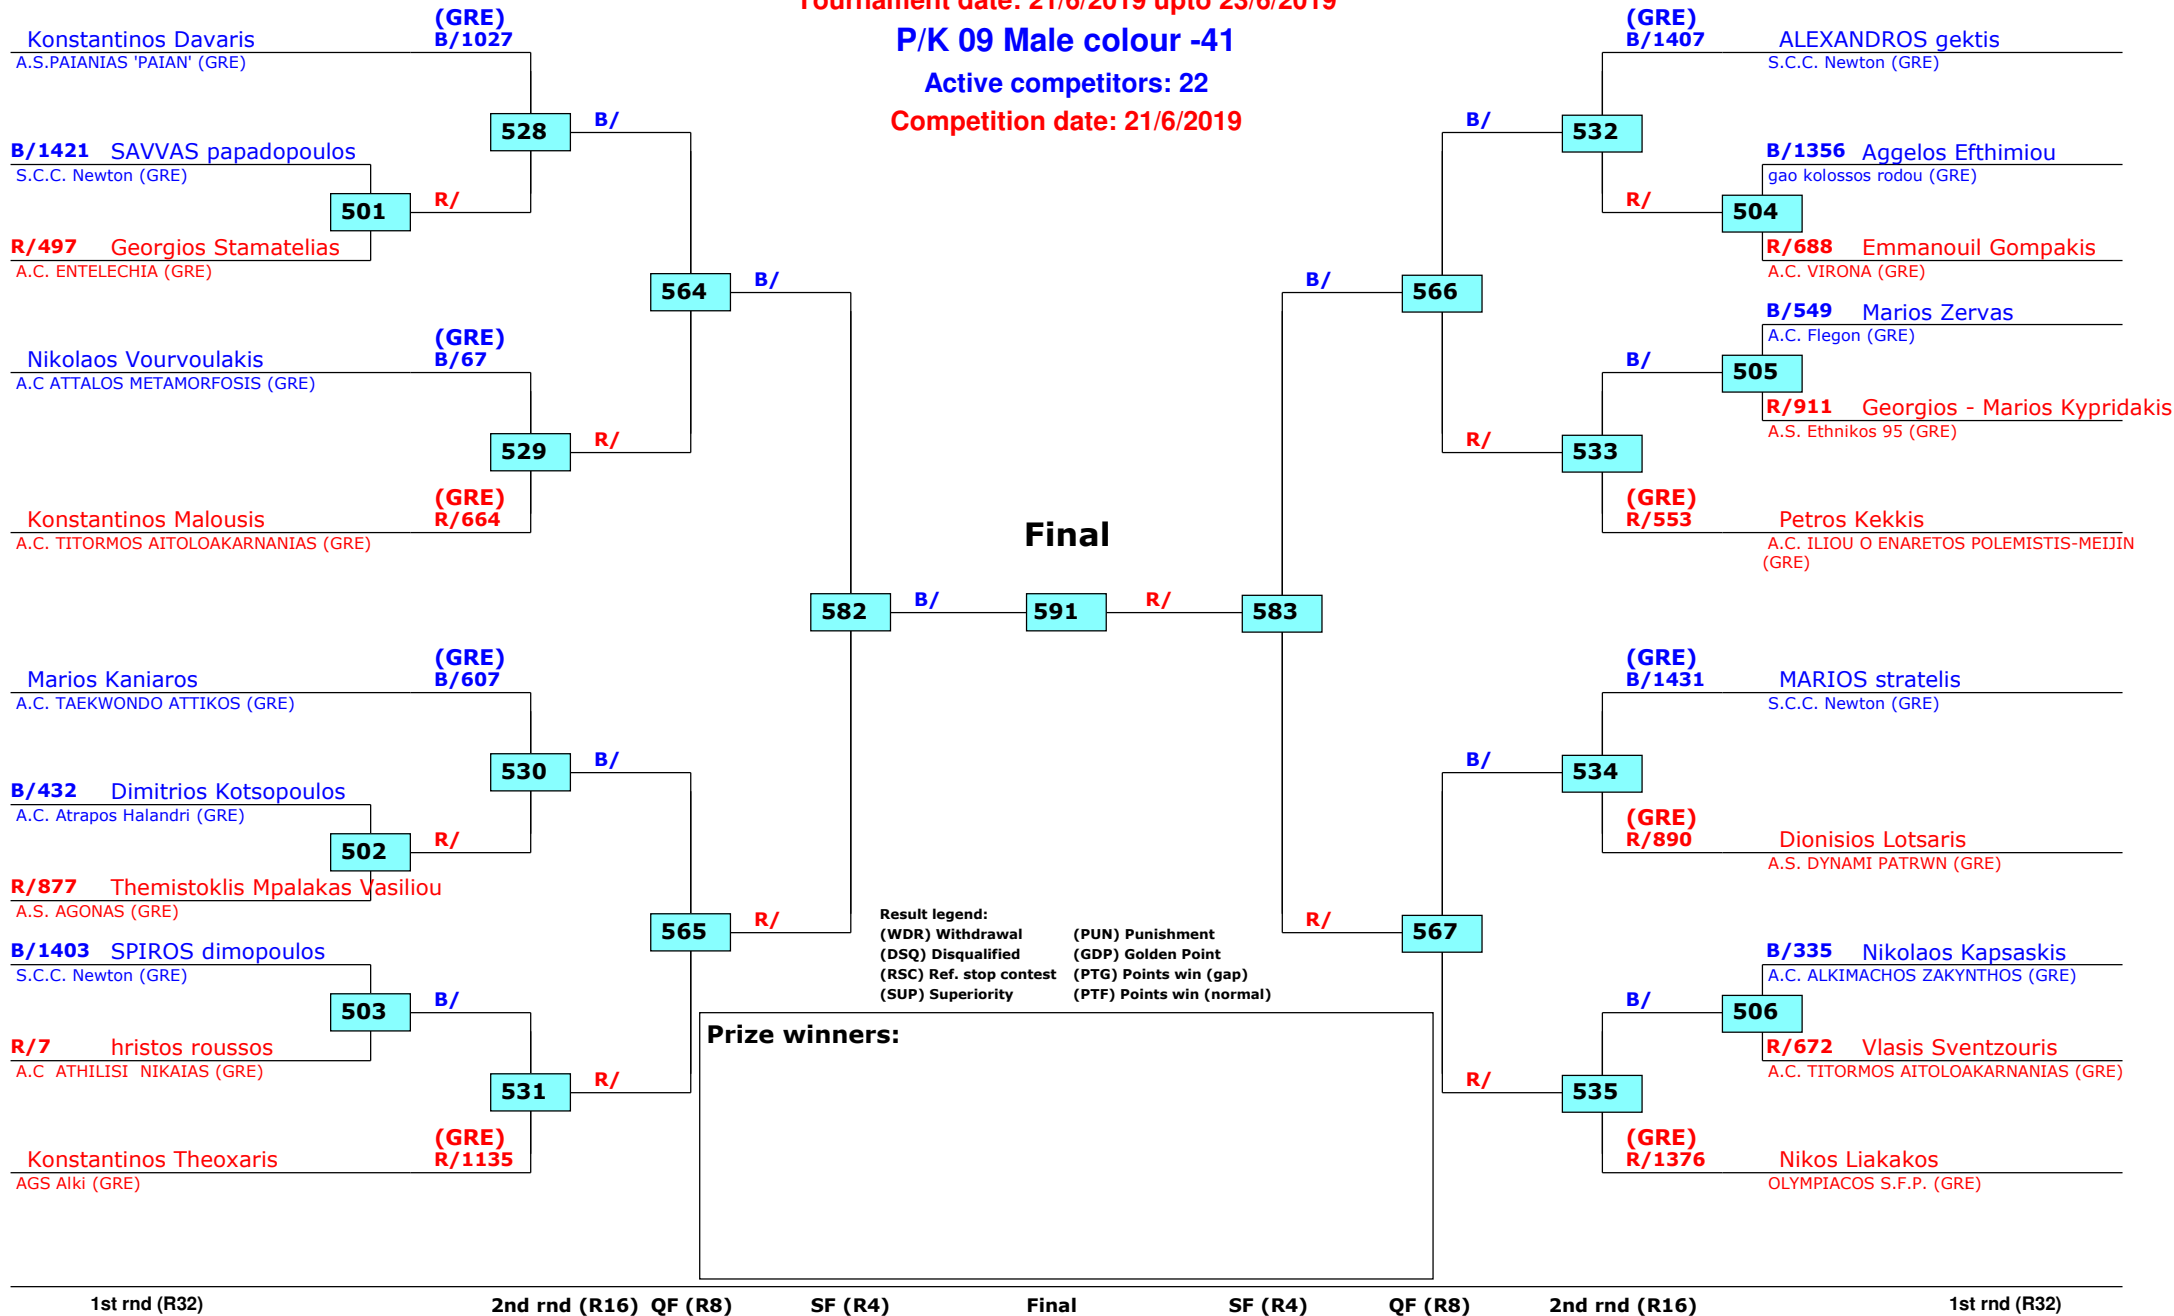 Tournament date: 21/6/2019 upto 23/6/2019
P/K 09 Male colour -41
Active competitors: 22
Competition date: 21/6/2019
(GRE)
Konstantinos Davaris B/1027
A.S.PAIANIAS 'PAIAN' (GRE)
528
B/
B/1421 SAVVAS papadopoulos
S.C.C. Newton (GRE)
501
R/
R/497 Georgios Stamatelias
A.C. ENTELECHIA (GRE)
564
B/
(GRE)
Nikolaos Vourvoulakis B/67
A.C ATTALOS METAMORFOSIS (GRE)
529
R/
(GRE)
Konstantinos Malousis R/664
A.C. TITORMOS AITOLOAKARNANIAS (GRE)
582
B/
(GRE)
Marios Kaniaros B/607
A.C. TAEKWONDO ATTIKOS (GRE)
530
B/
B/432 Dimitrios Kotsopoulos
A.C. Atrapos Halandri (GRE)
502
R/
R/877 Themistoklis Mpalakas Vasiliou
A.S. AGONAS (GRE)
565
R/
B/1403 SPIROS dimopoulos
S.C.C. Newton (GRE)
503
B/
R/7 hristos roussos
A.C ATHILISI NIKAIAS (GRE)
531
R/
(GRE)
Konstantinos Theoxaris R/1135
AGS Alki (GRE)
Final
591
R/
583
(GRE)
B/1407 ALEXANDROS gektis
S.C.C. Newton (GRE)
B/
532
B/1356 Aggelos Efthimiou
gao kolossos rodou (GRE)
R/
504
R/688 Emmanouil Gompakis
A.C. VIRONA (GRE)
B/
566
B/549 Marios Zervas
A.C. Flegon (GRE)
B/
505
R/911 Georgios - Marios Kypridakis
A.S. Ethnikos 95 (GRE)
R/
533
(GRE)
R/553 Petros Kekkis
A.C. ILIOU O ENARETOS POLEMISTIS-MEIJIN
(GRE)
(GRE)
B/1431 MARIOS stratelis
S.C.C. Newton (GRE)
B/
534
(GRE)
R/890 Dionisios Lotsaris
A.S. DYNAMI PATRWN (GRE)
R/
567
B/335 Nikolaos Kapsaskis
A.C. ALKIMACHOS ZAKYNTHOS (GRE)
B/
506
R/672 Vlasis Sventzouris
A.C. TITORMOS AITOLOAKARNANIAS (GRE)
R/
535
(GRE)
R/1376 Nikos Liakakos
OLYMPIACOS S.F.P. (GRE)
Result legend:
(WDR) Withdrawal (PUN) Punishment
(DSQ) Disqualified (GDP) Golden Point
(RSC) Ref. stop contest (PTG) Points win (gap)
(SUP) Superiority (PTF) Points win (normal)
Prize winners:
1st rnd (R32) 2nd rnd (R16) QF (R8) SF (R4) Final SF (R4) QF (R8) 2nd rnd (R16) 1st rnd (R32)